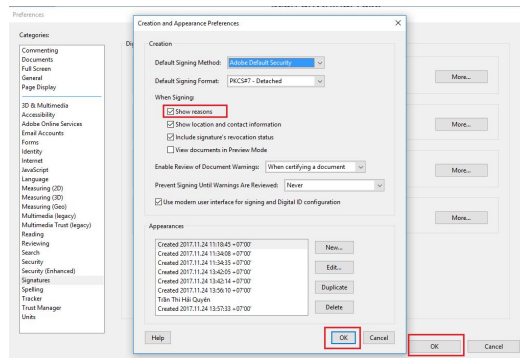 Preferences
Categories:
Commenting
Documents
Full Screen
General
Page Display
3D & Multimedia
Accessibility
Adobe Online Services
Email Accounts
Forms
Identity
Internet
JavaScript
Language
Measuring (2D)
Measuring (3D)
Measuring (Geo)
Multimedia (legacy)
Multimedia Trust (legacy)
Reading
Reviewing
Search
Security
Security (Enhanced)
Signatures
Spelling
Tracker
Trust Manager
Units
Creation and Appearance Preferences
Creation
Default Signing Method: Adobe Default Security
Default Signing Format: PKCS#7 - Detached
When Signing:
Show reasons
Show location and contact information
Include signature's revocation status
View documents in Preview Mode
Enable Review of Document Warnings: When certifying a document
Prevent Signing Until Warnings Are Reviewed: Never
Use modern user interface for signing and Digital ID configuration
Appearances
Created 2017.11.24 11:18:45 +07'00'
Created 2017.11.24 11:34:08 +07'00'
Created 2017.11.24 11:34:35 +07'00'
Created 2017.11.24 13:42:05 +07'00'
Created 2017.11.24 13:42:14 +07'00'
Created 2017.11.24 13:56:10 +07'00'
Trần Thị Hải Quyên
Created 2017.11.24 13:57:33 +07'00'
New...
Edit...
Duplicate
Delete
Help
OK
Cancel
More...
More...
More...
More...
OK
Cancel